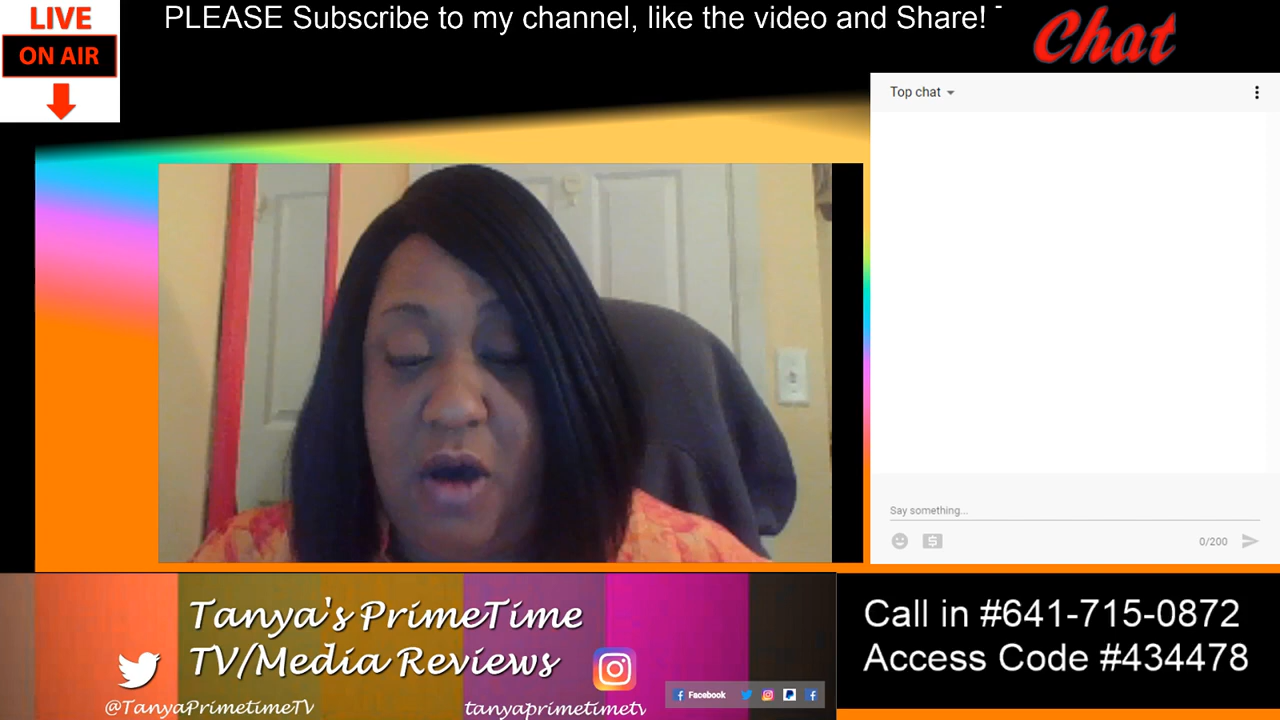 LIVE
ON AIR
PLEASE Subscribe to my channel, like the video and Share!
Chat
Top chat
Say something...
0/200
Tanya's PrimeTime
TV/Media Reviews
@TanyaPrimetimeTV
tanyaprimetimetv
Facebook
Call in #641-715-0872
Access Code #434478